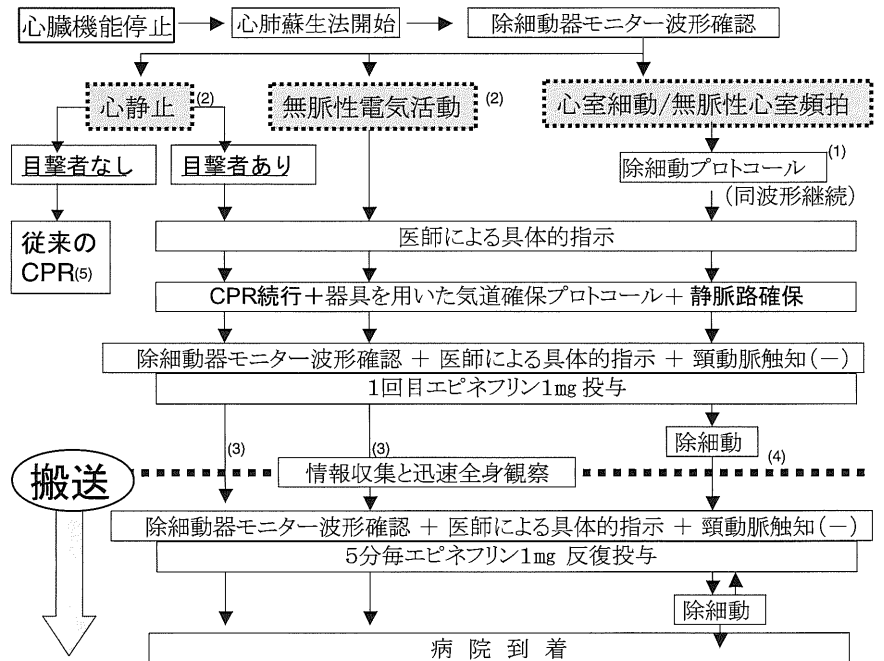 心臓機能停止
心肺蘇生法開始
除細動器モニター波形確認
心静止
(2)
無脈性電気活動
(2)
心室細動/無脈性心室頻拍
目撃者なし
目撃者あり
除細動プロトコール
(1)
(同波形継続)
従来の
CPR(5)
医師による具体的指示
CPR続行+器具を用いた気道確保プロトコール+静脈路確保
除細動器モニター波形確認 + 医師による具体的指示 + 頸動脈触知(-)
1回目エピネフリン1mg 投与
除細動
(3)
(3)
(4)
搬送
情報収集と迅速全身観察
除細動器モニター波形確認 + 医師による具体的指示 + 頸動脈触知(-)
5分毎エピネフリン1mg 反復投与
除細動
病 院 到 着